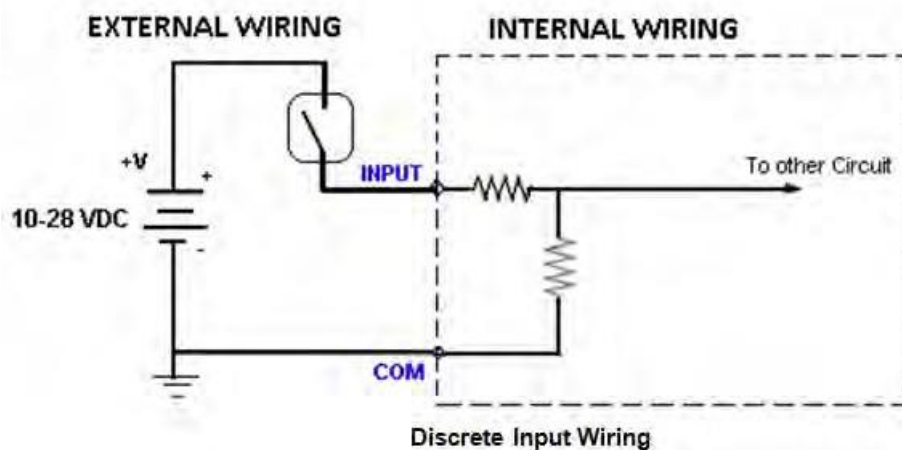 EXTERNAL WIRING
INTERNAL WIRING
+V
+
INPUT
To other Circuit
10-28 VDC
-
COM
Discrete Input Wiring